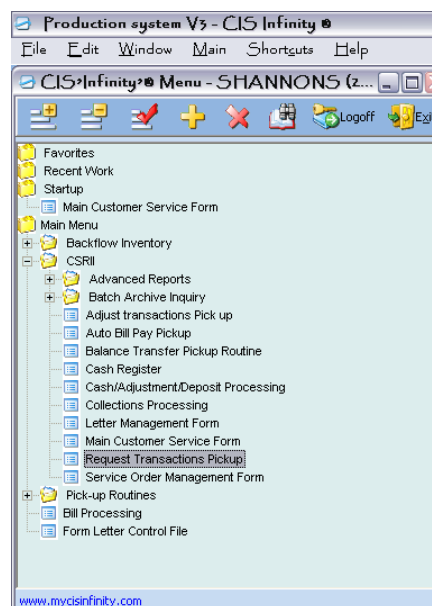 Production system V3 - CIS Infinity ®
File Edit Window Main Shortcuts Help
CIS›Infinity›® Menu - SHANNONS (z...
Logoff Exi
Favorites
Recent Work
Startup
Main Customer Service Form
Main Menu
Backflow Inventory
CSRII
Advanced Reports
Batch Archive Inquiry
Adjust transactions Pick up
Auto Bill Pay Pickup
Balance Transfer Pickup Routine
Cash Register
Cash/Adjustment/Deposit Processing
Collections Processing
Letter Management Form
Main Customer Service Form
Request Transactions Pickup
Service Order Management Form
Pick-up Routines
Bill Processing
Form Letter Control File
www.mycisinfinity.com